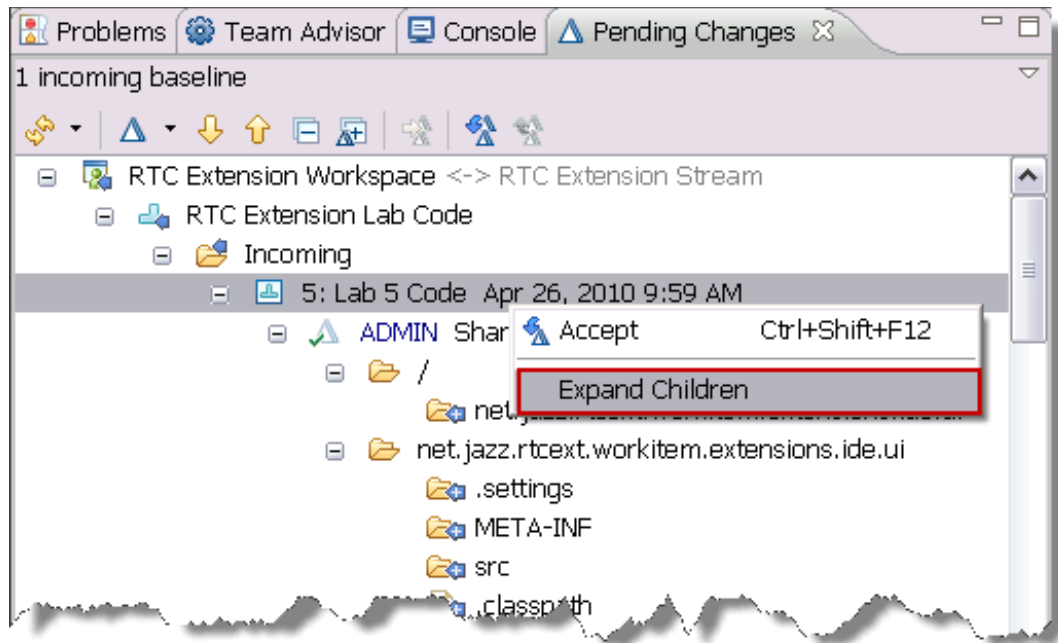 Problems Team Advisor Console Pending Changes
1 incoming baseline
RTC Extension Workspace <-> RTC Extension Stream
RTC Extension Lab Code
Incoming
5: Lab 5 Code Apr 26, 2010 9:59 AM
ADMIN Shar
Accept Ctrl+Shift+F12
/
Expand Children
net.jazz.rtcext.workitem.extensions.ide.ui
.settings
META-INF
src
.classpath